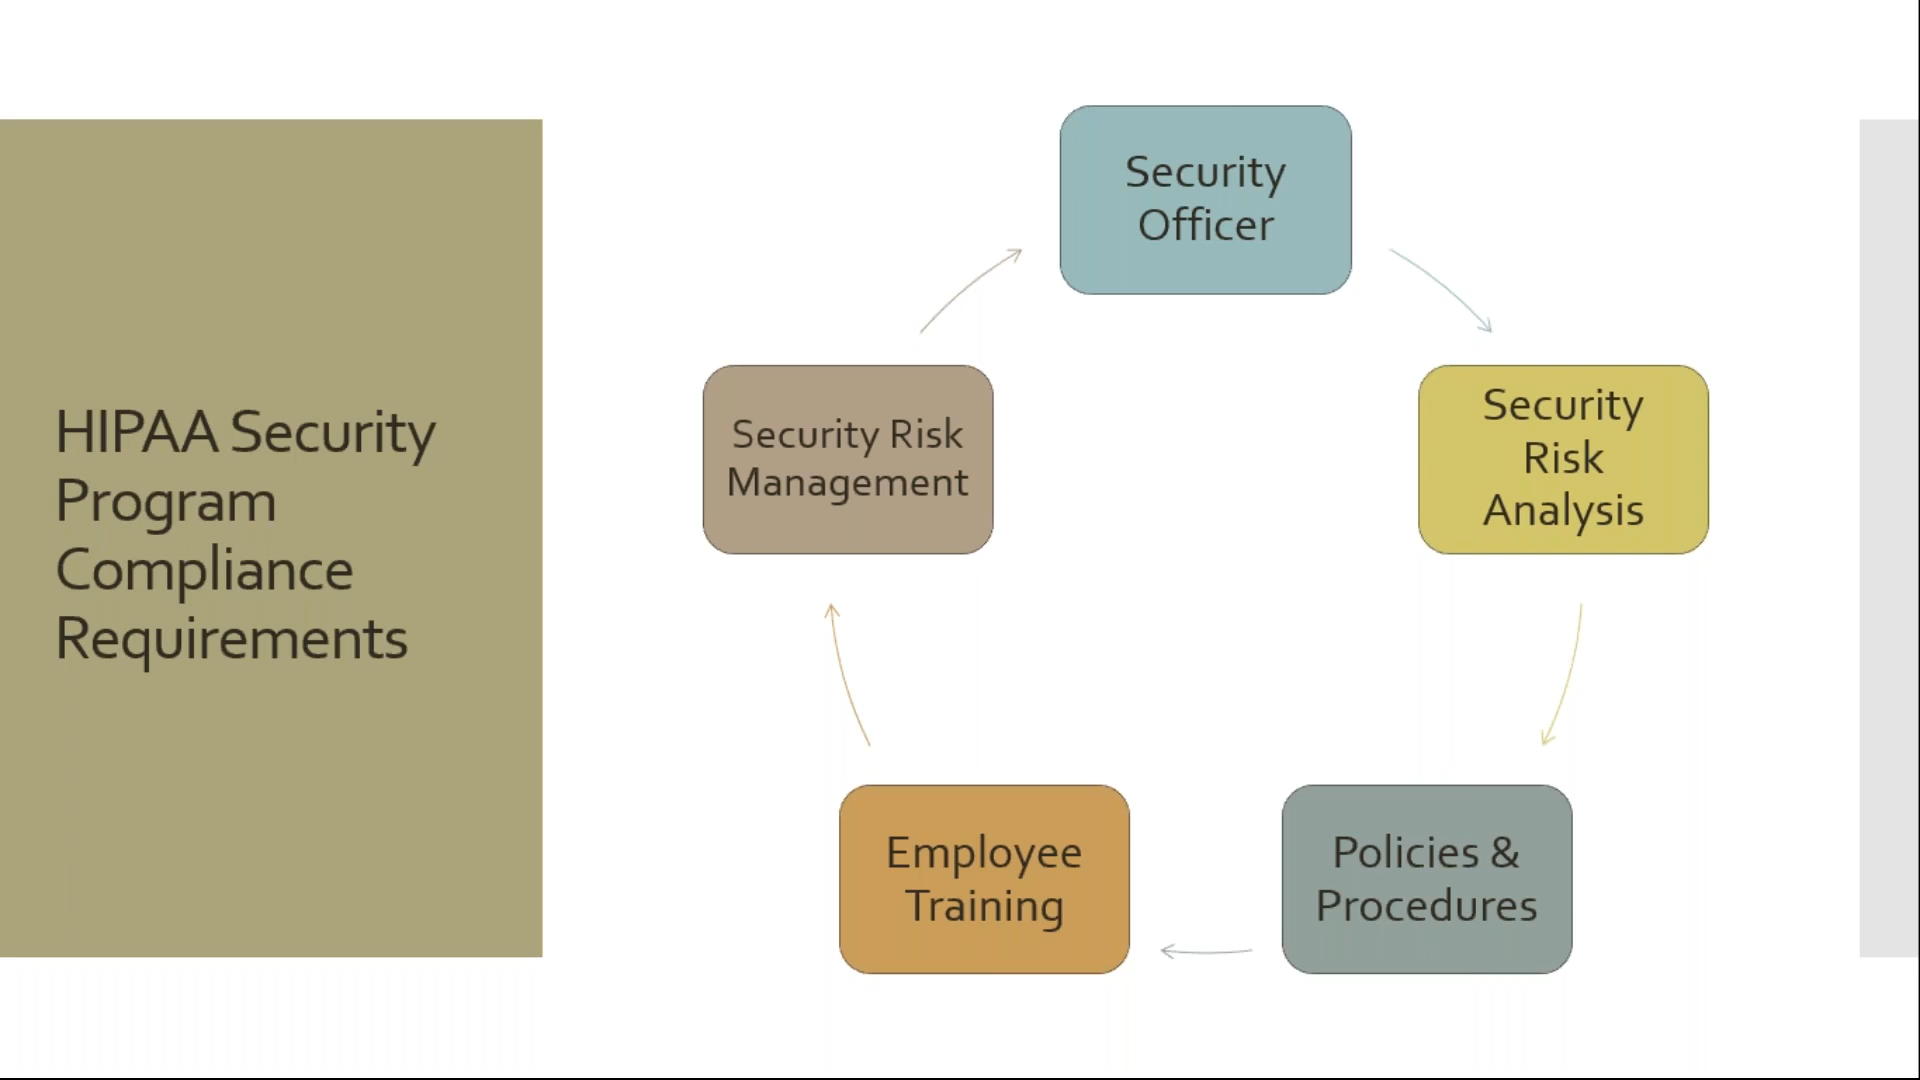 HIPAA Security
Program
Compliance
Requirements
Security
Officer
Security
Risk
Analysis
Policies &
Procedures
Employee
Training
Security Risk
Management